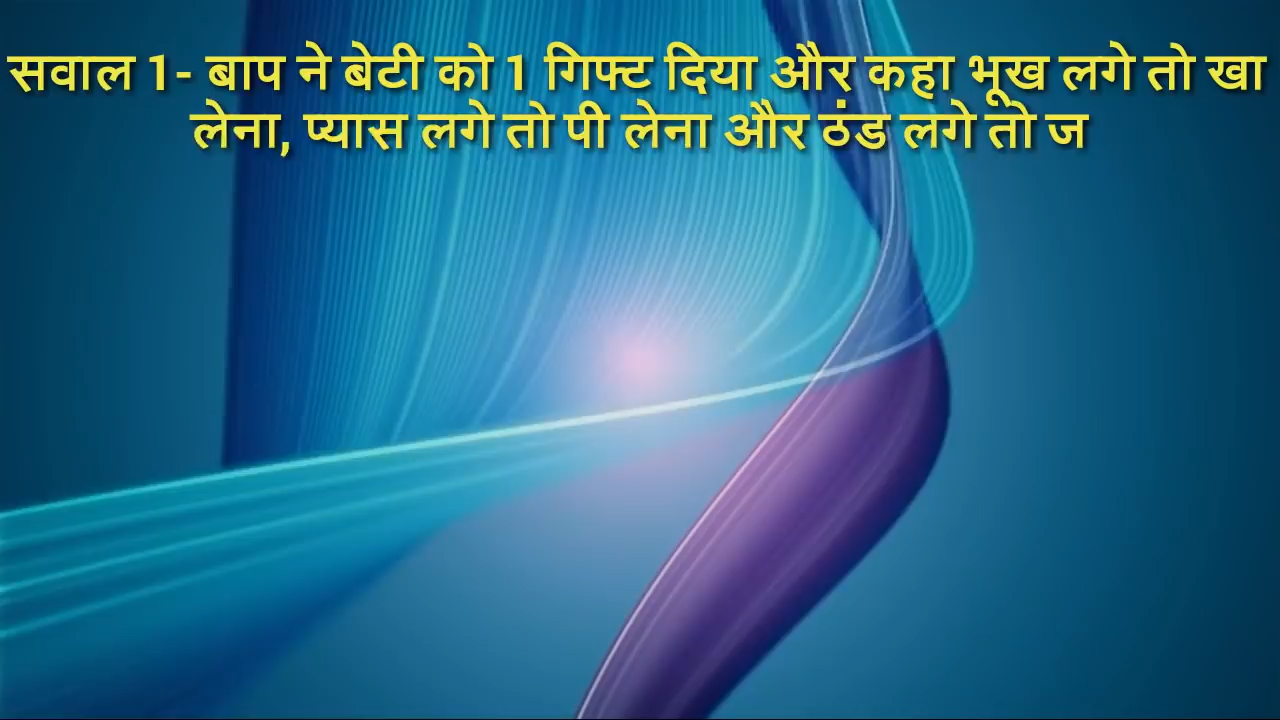 सवाल 1- बाप ने बेटी को 1 गिफ्ट दिया और कहा भूख लगे तो खा
लेना, प्यास लगे तो पी लेना और ठंड लगे तो ज